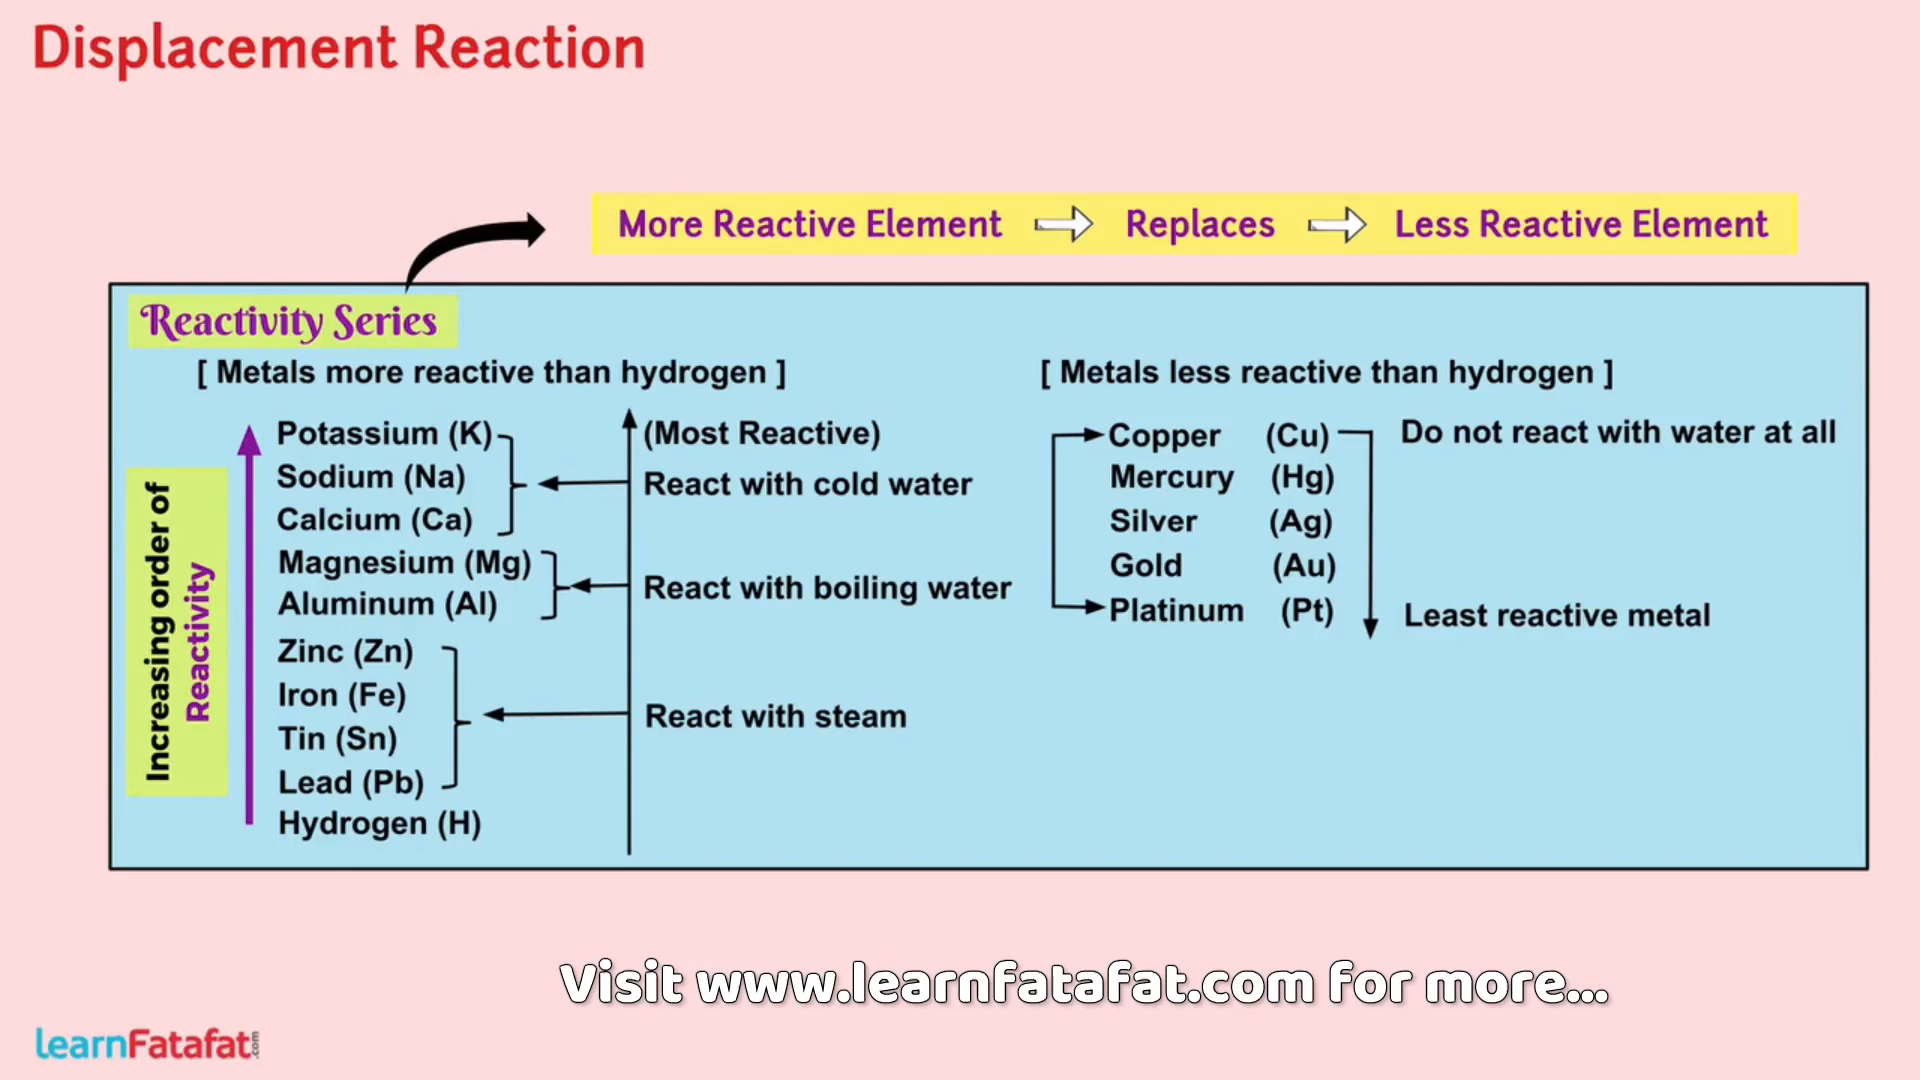 Displacement Reaction
More Reactive Element Replaces Less Reactive Element
Reactivity Series
[ Metals more reactive than hydrogen ]
Increasing order of
Reactivity
Potassium (K)
Sodium (Na)
Calcium (Ca)
Magnesium (Mg)
Aluminum (Al)
Zinc (Zn)
Iron (Fe)
Tin (Sn)
Lead (Pb)
Hydrogen (H)
(Most Reactive)
React with cold water
React with boiling water
React with steam
[ Metals less reactive than hydrogen ]
Copper (Cu)
Mercury (Hg)
Silver (Ag)
Gold (Au)
Platinum (Pt)
Do not react with water at all
Least reactive metal
Visit www.learnfatafat.com for more...
learnFatafat.com